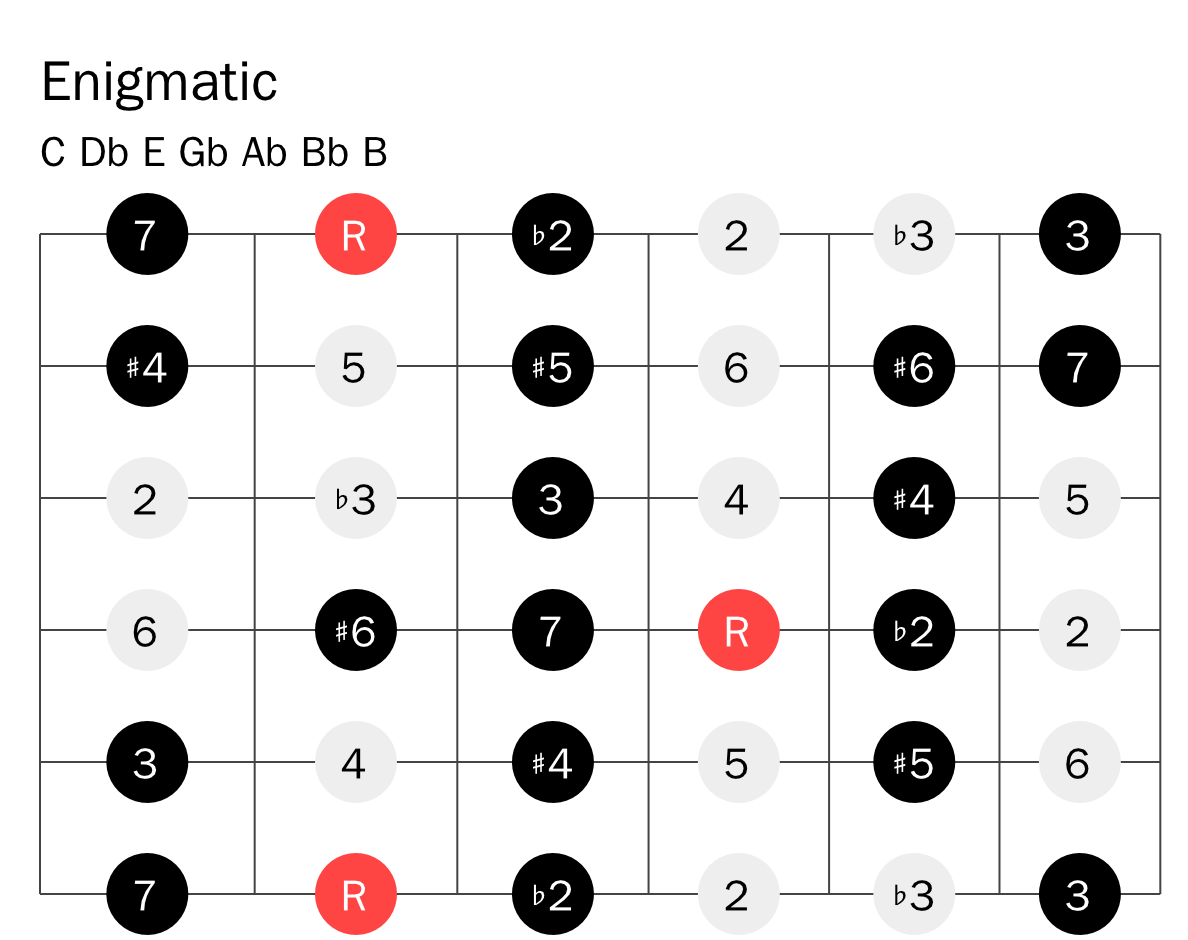 Enigmatic
C Db E Gb Ab Bb B
7 R ♭2 2 ♭3 3
♯4 5 ♯5 6 ♯6 7
2 ♭3 3 4 ♯4 5
6 ♯6 7 R ♭2 2
3 4 ♯4 5 ♯5 6
7 R ♭2 2 ♭3 3